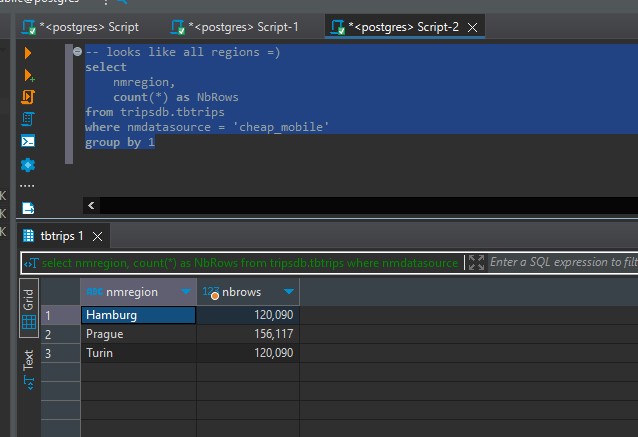 @postgres
*<postgres> Script
*<postgres> Script-1
*<postgres> Script-2
-- looks like all regions =)
select
nmregion,
count(*) as NbRows
from tripsdb.tbtrips
where nmdatasource = 'cheap_mobile'
group by 1
K
K
K
tbtrips 1
select nmregion, count(*) as NbRows from tripsdb.tbtrips where nmdatasource
Enter a SQL expression to filt
Grid
Text
ABC nmregion
123 nbrows
1 Hamburg 120,090
2 Prague 156,117
3 Turin 120,090